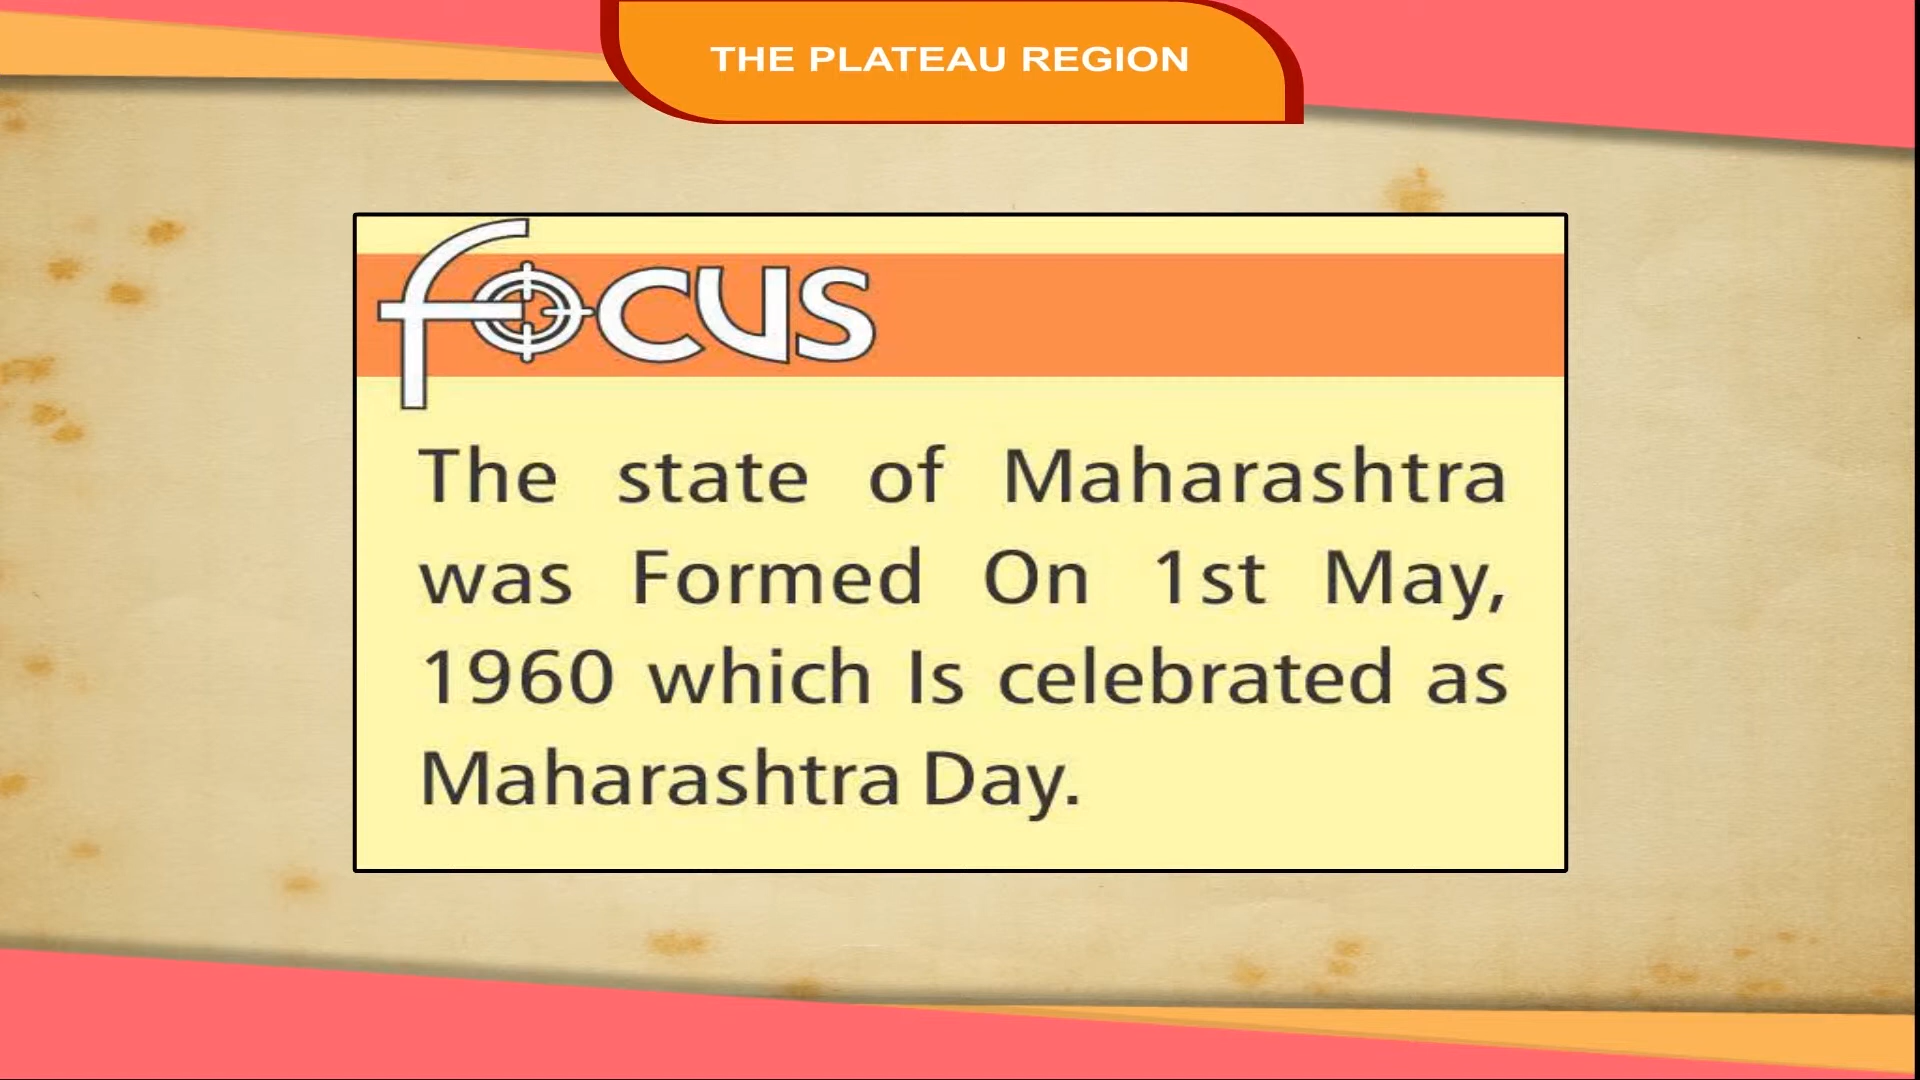 THE PLATEAU REGION
focus
The state of Maharashtra
was Formed On 1st May,
1960 which Is celebrated as
Maharashtra Day.